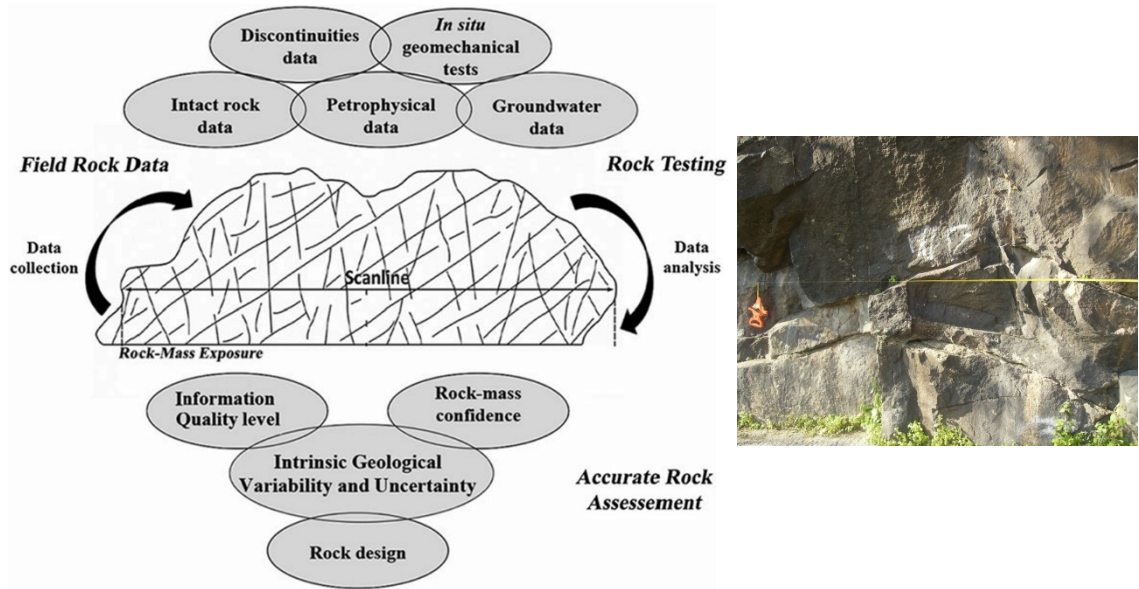 Discontinuities
data
In situ
geomechanical
tests
Intact rock
data
Petrophysical
data
Groundwater
data
Field Rock Data
Rock Testing
Data
collection
Scanline
Data
analysis
Rock-Mass Exposure
Information
Quality level
Rock-mass
confidence
Intrinsic Geological
Variability and Uncertainty
Accurate Rock
Assessement
Rock design